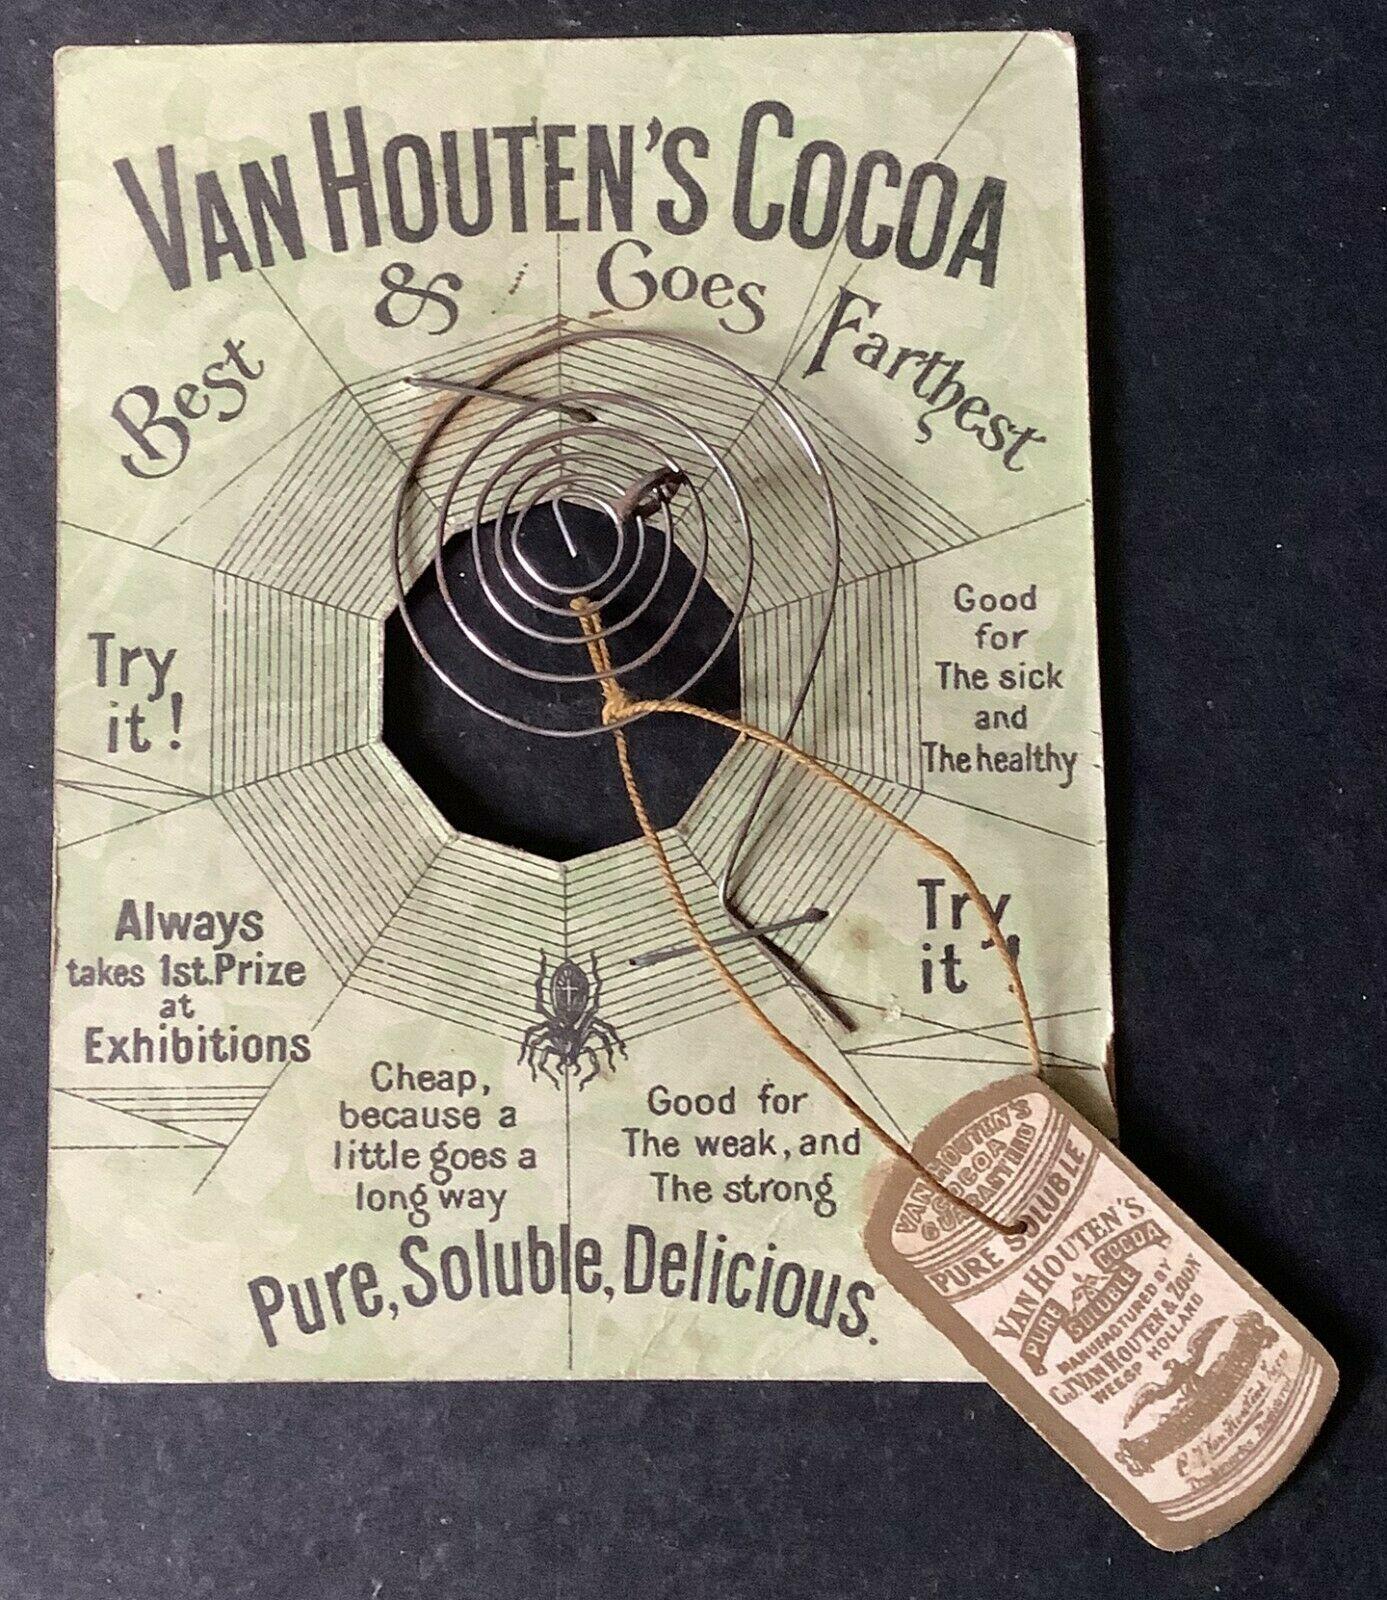 VAN HOUTEN'S COCOA
Best & Goes Farthest
Try
it!
Good
for
The sick
and
The healthy
Always
takes 1st. Prize
at
Exhibitions
Try
it!
Cheap,
because a
little goes a
long way
Good for
The weak, and
The strong
Pure, Soluble, Delicious.
VAN HOUTEN'S
COCOA
GUARANTEED
PURE SOLUBLE
VAN HOUTEN'S
PURE SOLUBLE COCOA
MANUFACTURED BY
C.J. VAN HOUTEN & ZOON
WEESP HOLLAND